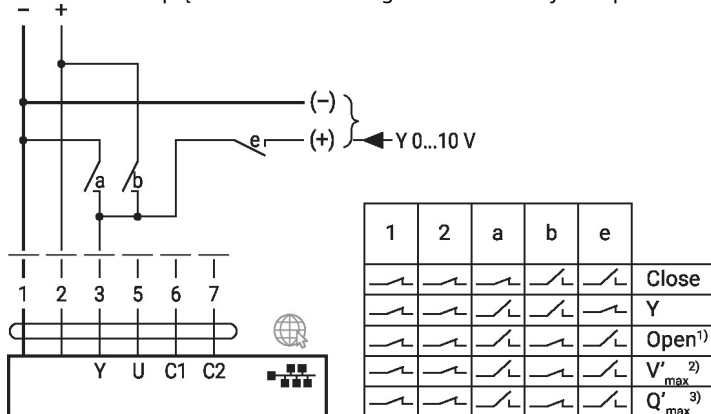 − +
(−)
e (+) Y 0...10 V
a b
1 2 3 5 6 7
Y U C1 C2
1 2 a b e
Close
Y
Open1)
V'max2)
Q'max3)